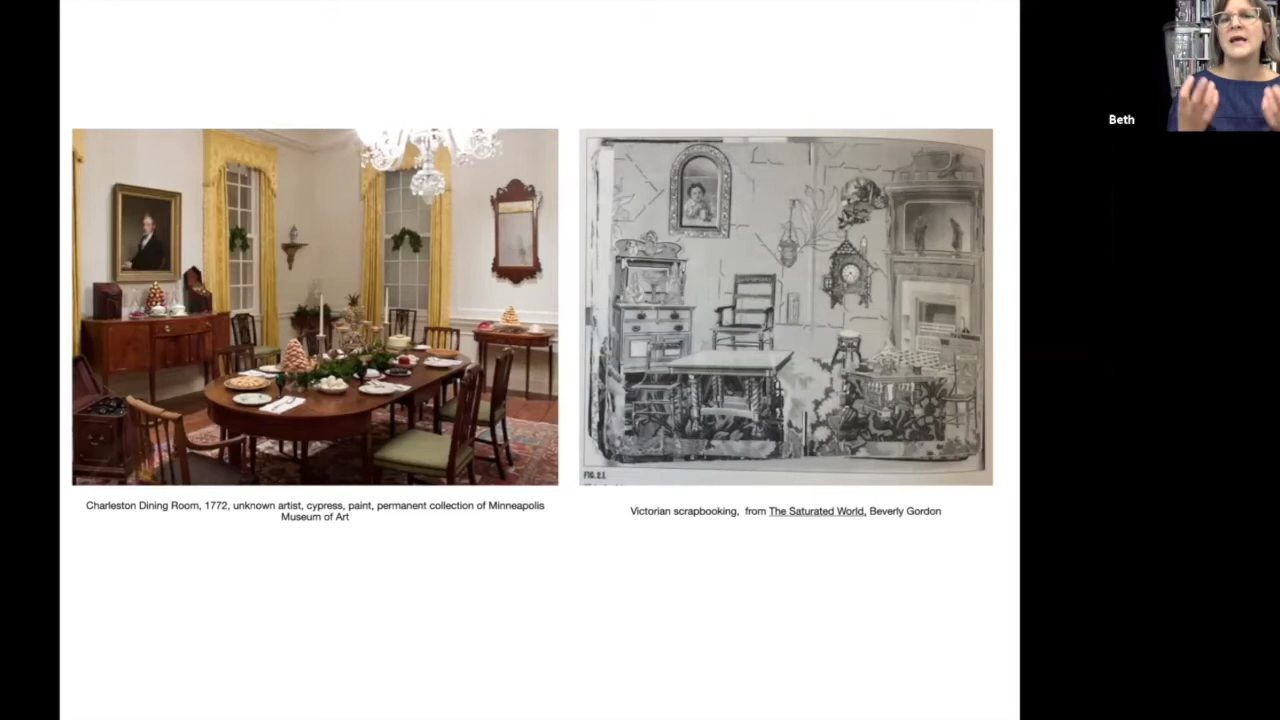 Beth
FIG. 2.1.
Charleston Dining Room, 1772, unknown artist, cypress, paint, permanent collection of Minneapolis
Museum of Art
Victorian scrapbooking, from The Saturated World, Beverly Gordon